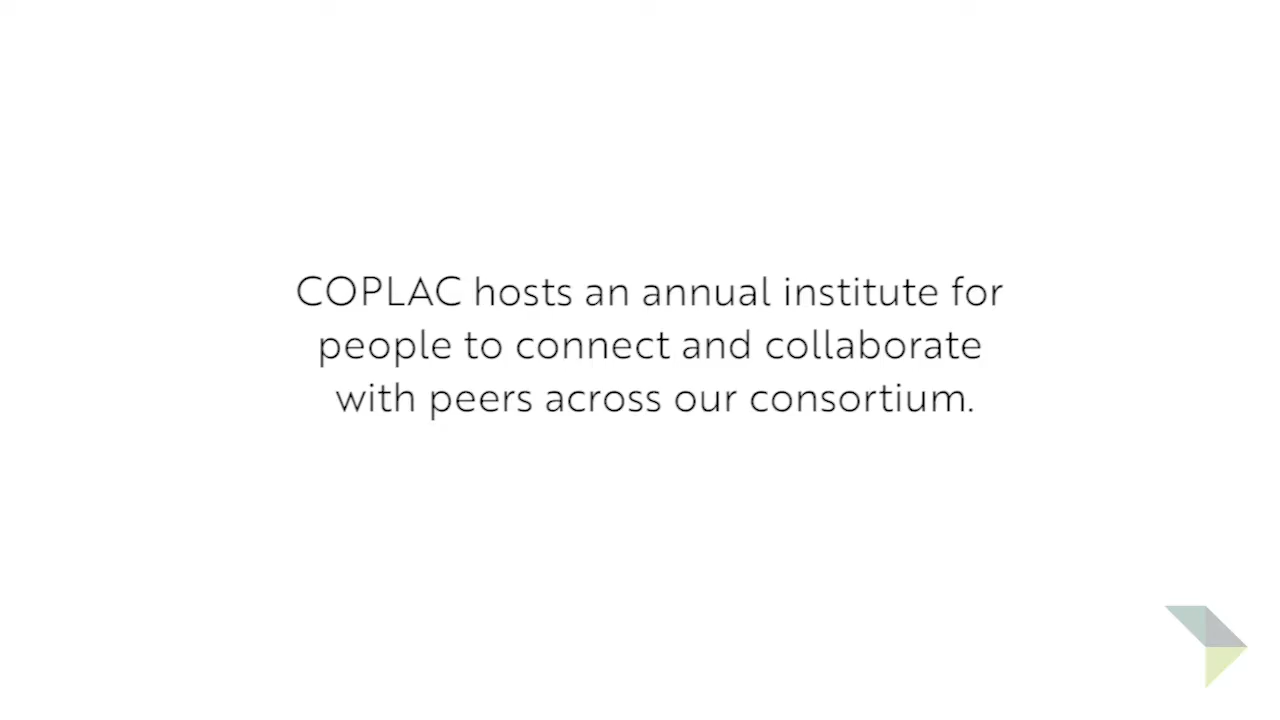 COPLAC hosts an annual institute for
people to connect and collaborate
with peers across our consortium.